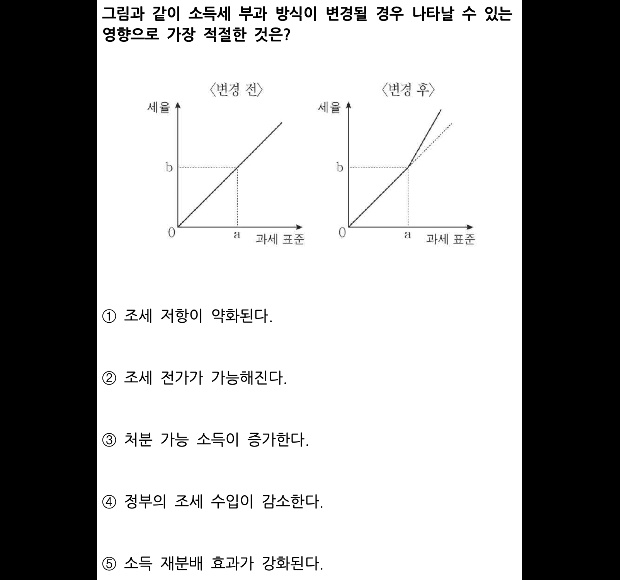 그림과 같이 소득세 부과 방식이 변경될 경우 나타날 수 있는
영향으로 가장 적절한 것은?
〈변경 전〉
세율
b
0
a
과세 표준
〈변경 후〉
세율
b
0
a
과세 표준
① 조세 저항이 약화된다.
② 조세 전가가 가능해진다.
③ 처분 가능 소득이 증가한다.
④ 정부의 조세 수입이 감소한다.
⑤ 소득 재분배 효과가 강화된다.